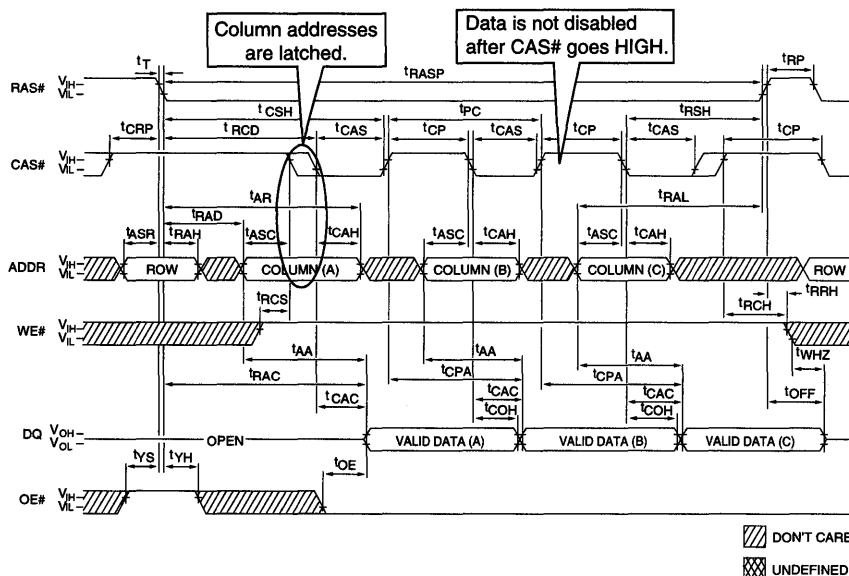 Column addresses
are latched.
Data is not disabled
after CAS# goes HIGH.
tT
tRASP
tRP
RAS# VIH VIL
tCSH
tPC
tRSH
tCRP
tRCD
tCAS
tCP
tCAS
tCP
tCAS
tCP
CAS# VIH VIL
tAR
tRAL
tRAD
tASR
tRAH
tASC
tCAH
tASC
tCAH
tASC
tCAH
ADDR VIH VIL
ROW
COLUMN (A)
COLUMN (B)
COLUMN (C)
ROW
tRCS
tRCH
tRRH
WE# VIH VIL
tWHZ
tAA
tAA
tAA
tRAC
tCPA
tCPA
tCAC
tCAC
tCAC
tCOH
tCOH
tOFF
DQ VOH VOL
OPEN
VALID DATA (A)
VALID DATA (B)
VALID DATA (C)
tYS
tYH
tOE
OE# VIH VIL
DON'T CARE
UNDEFINED